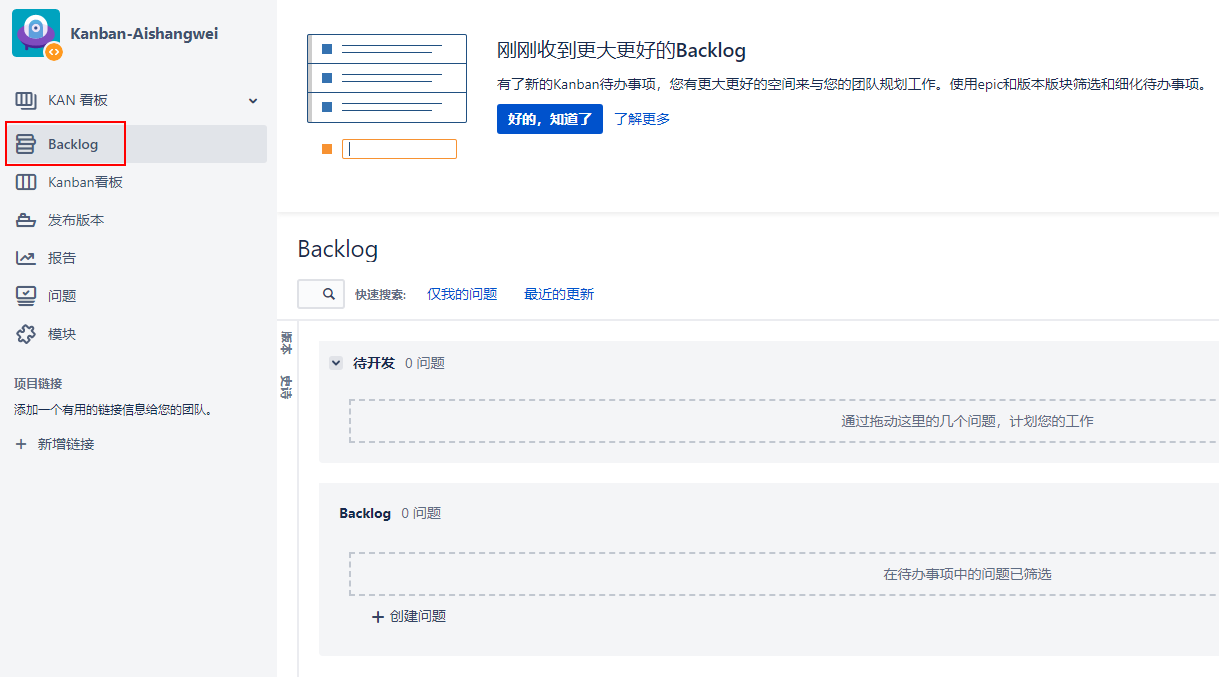 Kanban-Aishangwei
KAN 看板
Backlog
Kanban看板
发布版本
报告
问题
模块
项目链接
添加一个有用的链接信息给您的团队。
新增链接
刚刚收到更大更好的Backlog
有了新的Kanban待办事项，您有更大更好的空间来与您的团队规划工作。使用epic和版本版块筛选和细化待办事项。
好的，知道了 了解更多
Backlog
快速搜索: 仅我的问题 最近的更新
版本
史诗
待开发 0 问题
通过拖动这里的几个问题，计划您的工作
Backlog 0 问题
在待办事项中的问题已筛选
创建问题